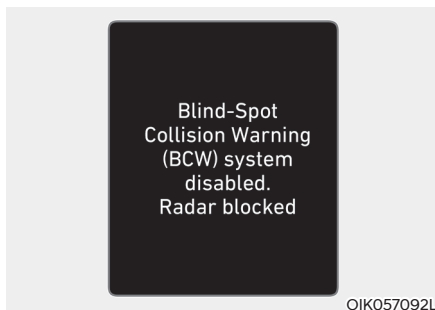 Blind-Spot
Collision Warning
(BCW) system
disabled.
Radar blocked
OIK057092L